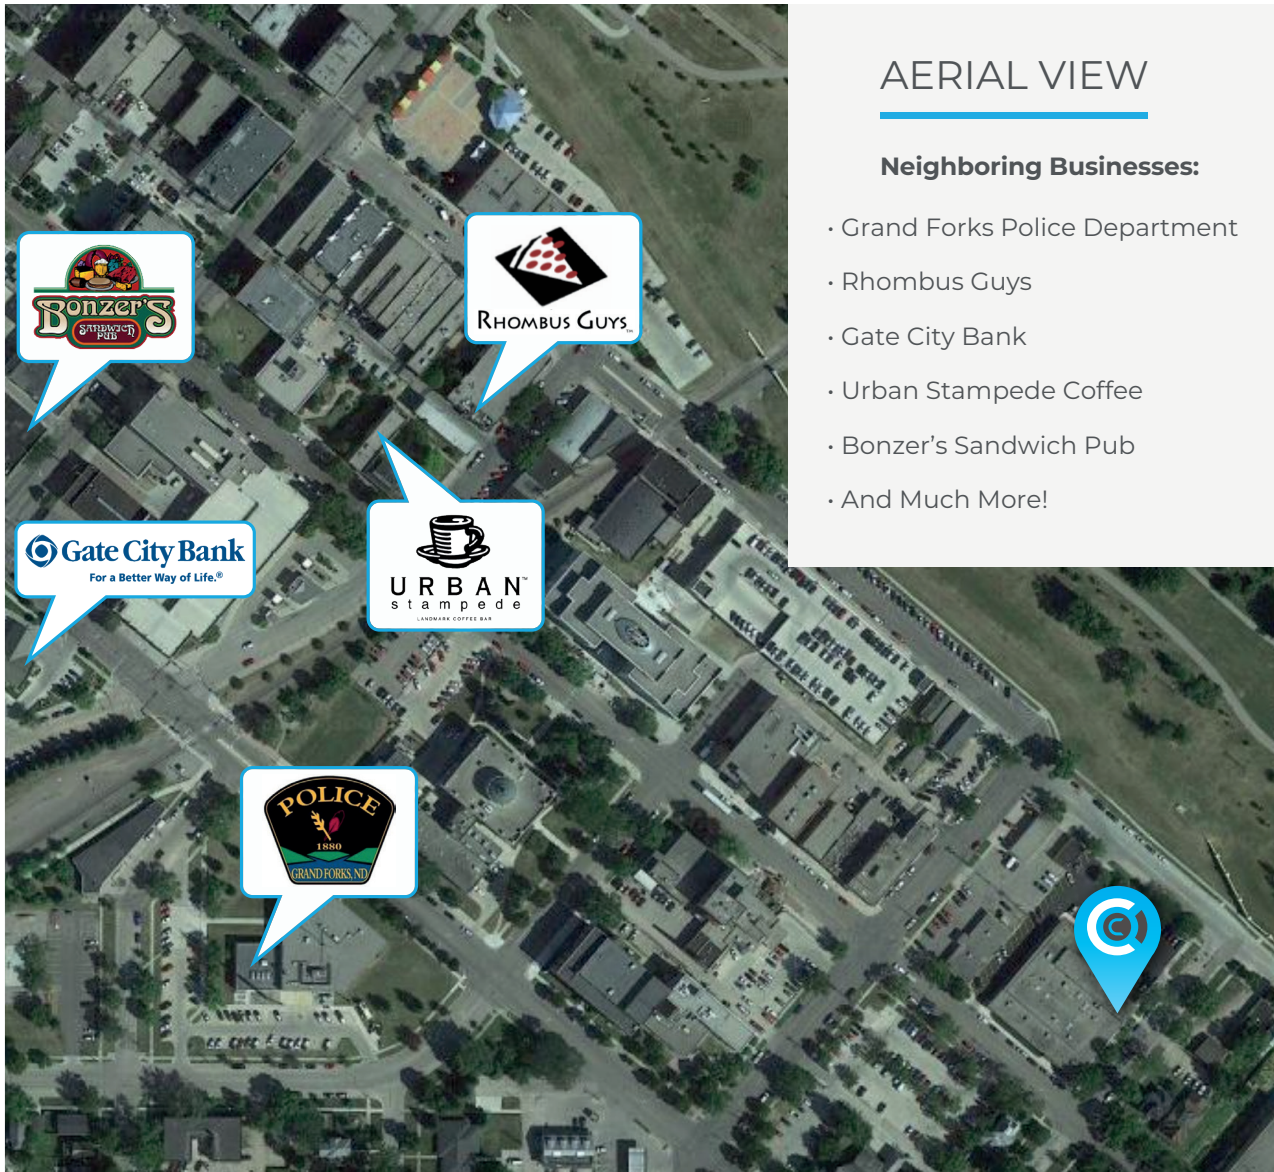 AERIAL VIEW
Neighboring Businesses:
• Grand Forks Police Department
• Rhombus Guys
• Gate City Bank
• Urban Stampede Coffee
• Bonzer’s Sandwich Pub
• And Much More!
BONZER'S
SANDWICH
PUB
RHOMBUS GUYS™
Gate City Bank
For a Better Way of Life.®
URBAN™
stampede
LANDMARK COFFEE BAR
POLICE
1880
GRAND FORKS, ND
C